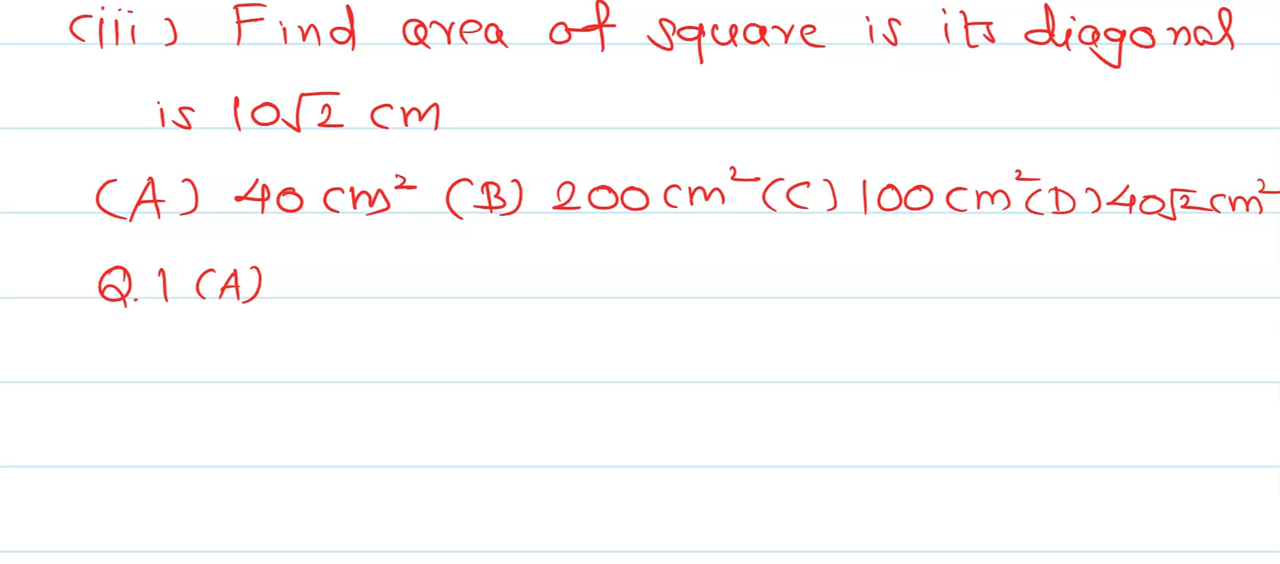 (iii) Find area of square is its diagonal
is 10√2 cm
(A) 40 cm² (B) 200 cm² (C) 100 cm² (D) 40√2 cm²
Q. 1 (A)